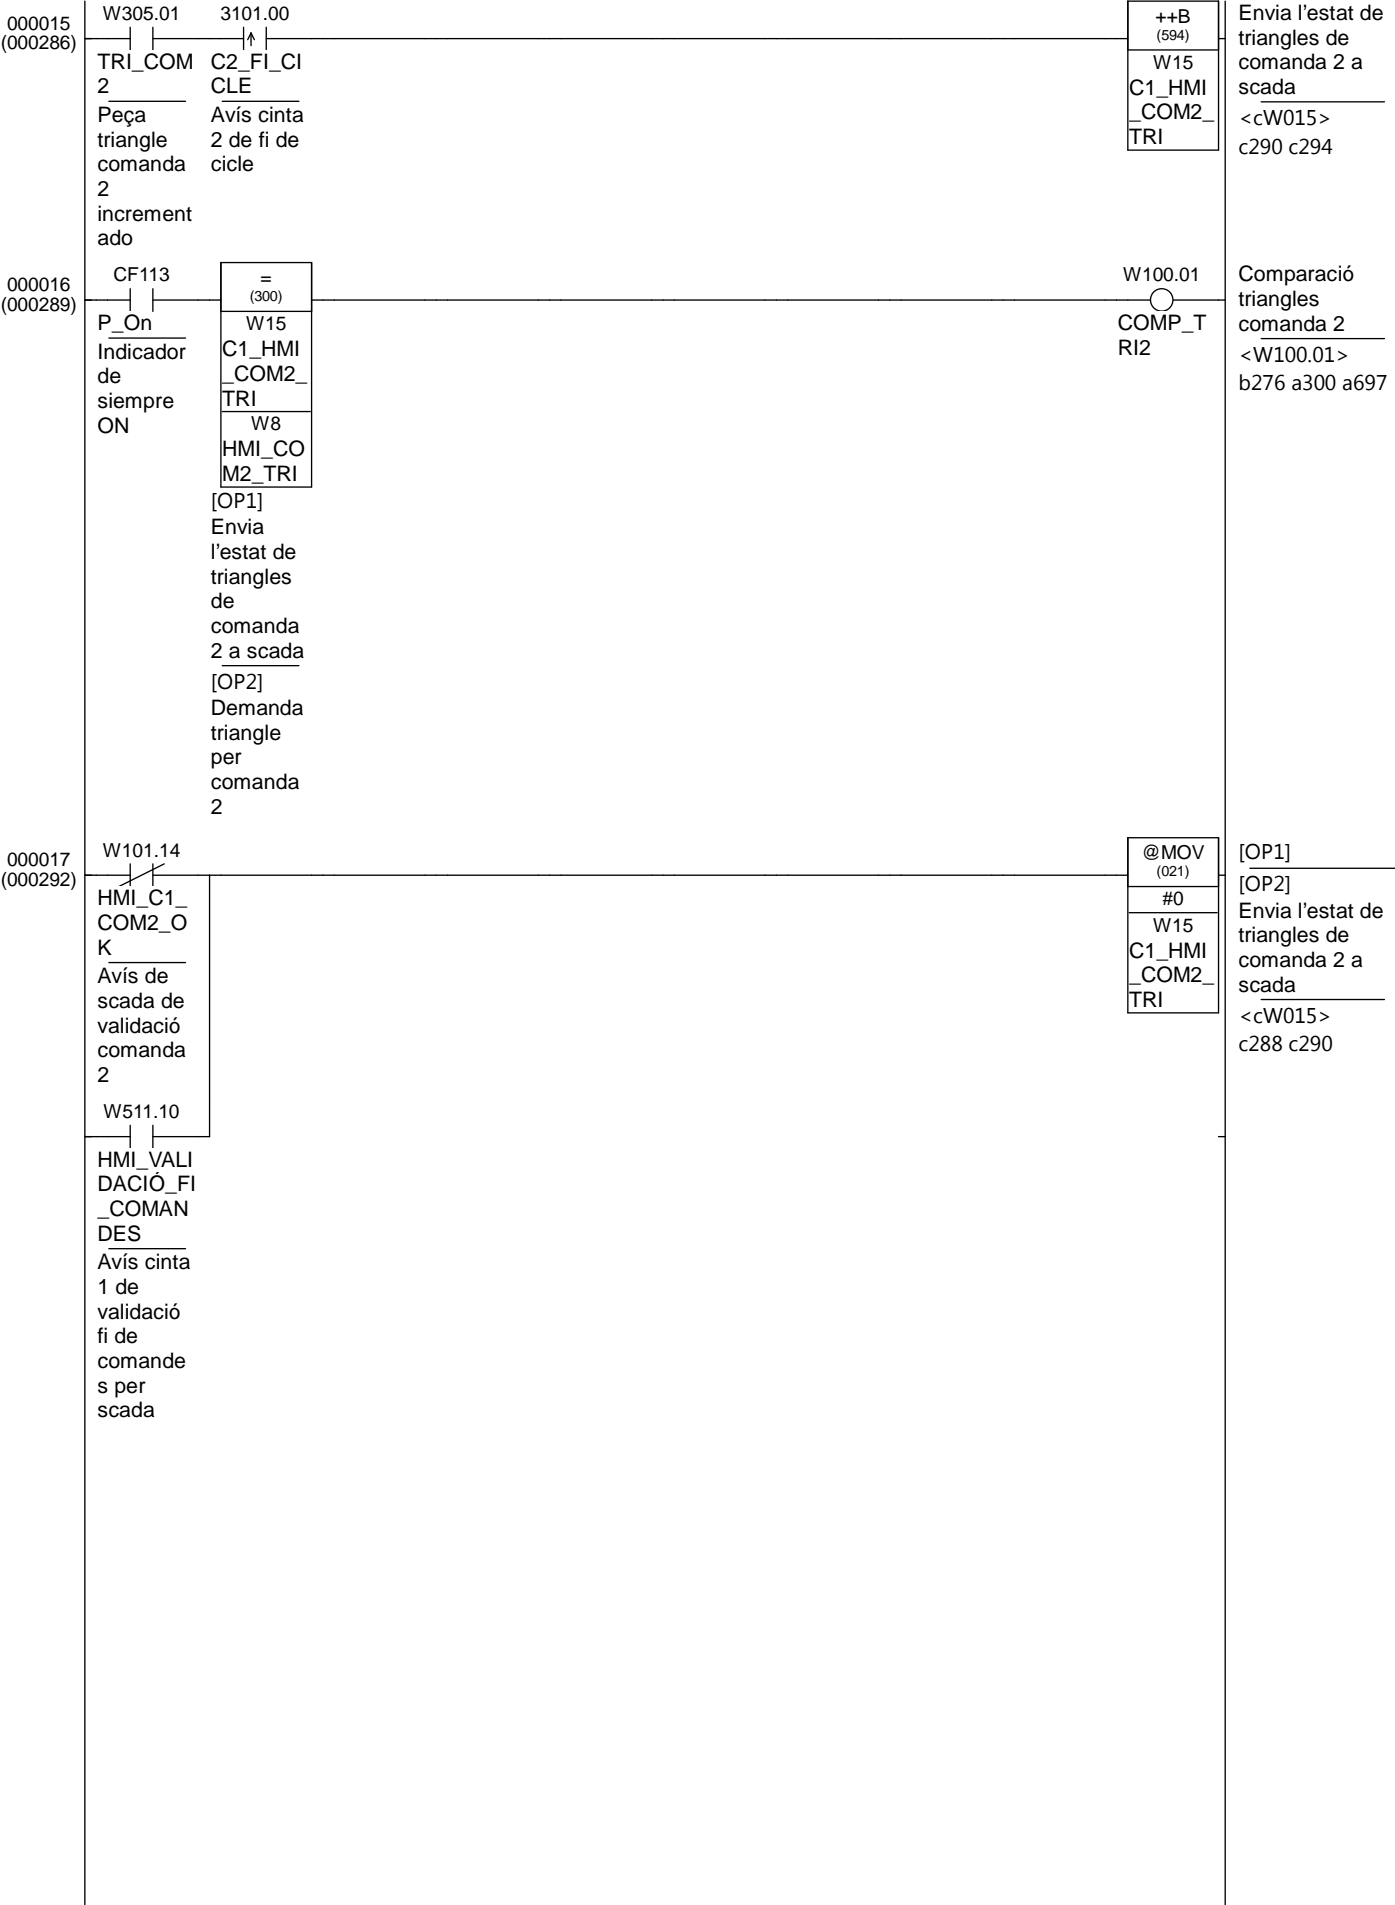 000015
(000286)
W305.01
TRI_COM
2
Peça
triangle
comanda
2
increment
ado
3101.00
C2_FI_CI
CLE
Avís cinta
2 de fi de
cicle
++B
(594)
W15
C1_HMI
_COM2_
TRI
Envia l'estat de
triangles de
comanda 2 a
scada
<cW015>
c290 c294
000016
(000289)
CF113
P_On
Indicador
de
siempre
ON
=
(300)
W15
C1_HMI
_COM2_
TRI
W8
HMI_CO
M2_TRI
[OP1]
Envia
l'estat de
triangles
de
comanda
2 a scada
[OP2]
Demanda
triangle
per
comanda
2
W100.01
COMP_T
RI2
Comparació
triangles
comanda 2
<W100.01>
b276 a300 a697
000017
(000292)
W101.14
HMI_C1_
COM2_O
K
Avís de
scada de
validació
comanda
2
W511.10
HMI_VALI
DACIÓ_FI
_COMAN
DES
Avís cinta
1 de
validació
fi de
comande
s per
scada
@MOV
(021)
#0
W15
C1_HMI
_COM2_
TRI
[OP1]
[OP2]
Envia l'estat de
triangles de
comanda 2 a
scada
<cW015>
c288 c290